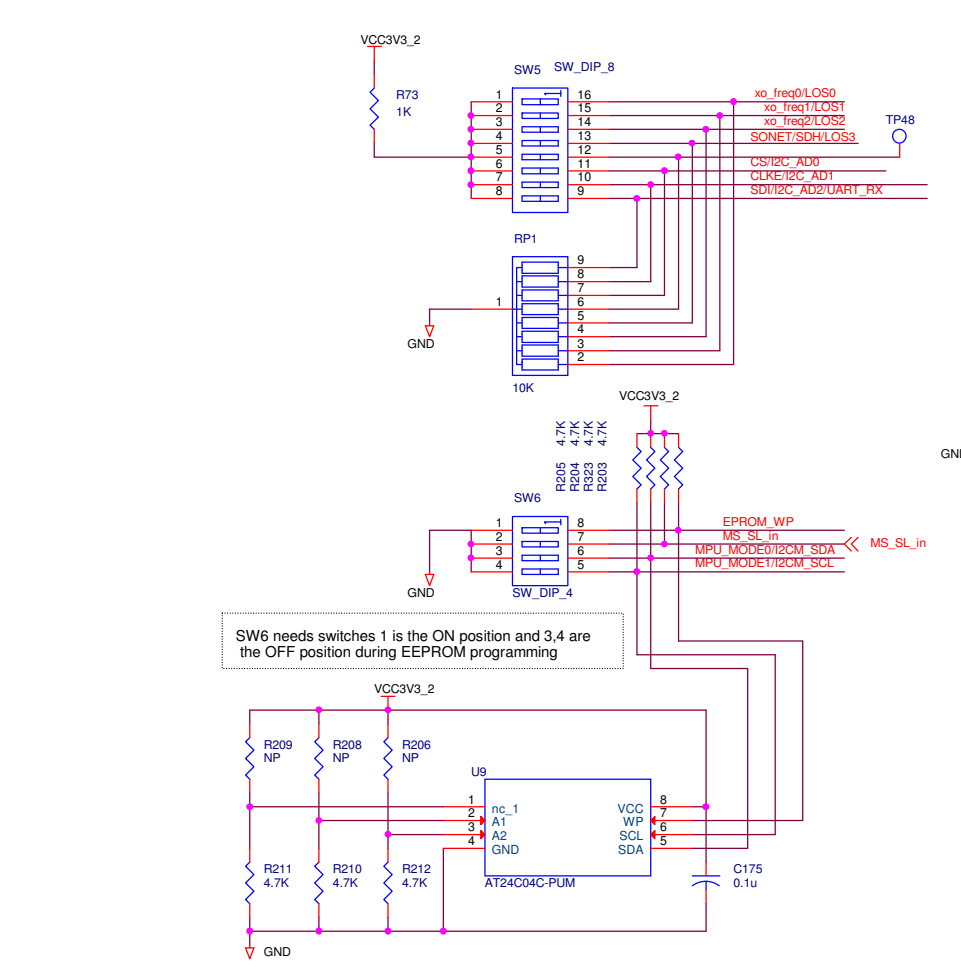 VCC3V3_2
R73
1K
SW5 SW_DIP_8
1 16 xo_freq0/LOS0
2 15 xo_freq1/LOS1
3 14 xo_freq2/LOS2
4 13 SONET/SDH/LOS3
5 12 TP48
6 11 CS/I2C_AD0
7 10 CLKE/I2C_AD1
8 9 SDI/I2C_AD2/UART_RX
1
RP1
9
8
7
1 6
5
4
3
2
GND
10K
VCC3V3_2
R205 4.7K
R204 4.7K
R323 4.7K
R203 4.7K
GND
SW6
1 8 EPROM_WP
2 7 MS_SL_in MS_SL_in
3 6 MPU_MODE0/I2CM_SDA
4 5 MPU_MODE1/I2CM_SCL
1
GND
SW_DIP_4
SW6 needs switches 1 is the ON position and 3,4 are
the OFF position during EEPROM programming
VCC3V3_2
R209
NP
R208
NP
R206
NP
U9
1 nc_1 VCC 8
2 A1 WP 7
3 A2 SCL 6
4 GND SDA 5
AT24C04C-PUM
R211
4.7K
R210
4.7K
R212
4.7K
C175
0.1u
GND